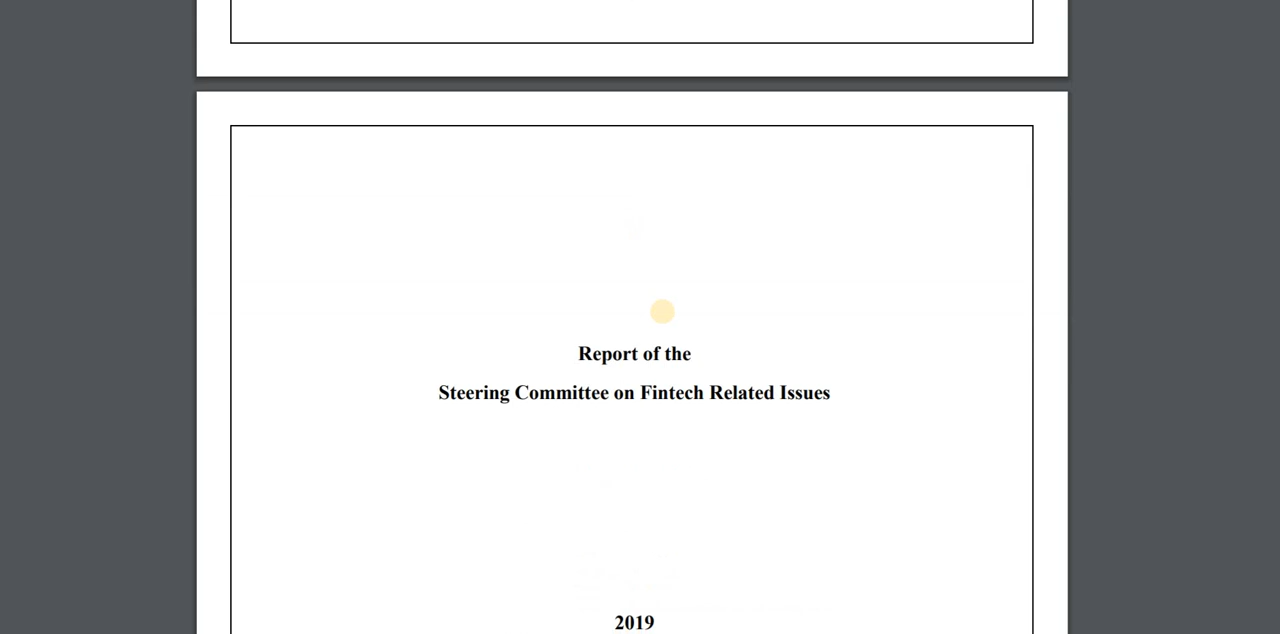 Report of the
Steering Committee on Fintech Related Issues
2019